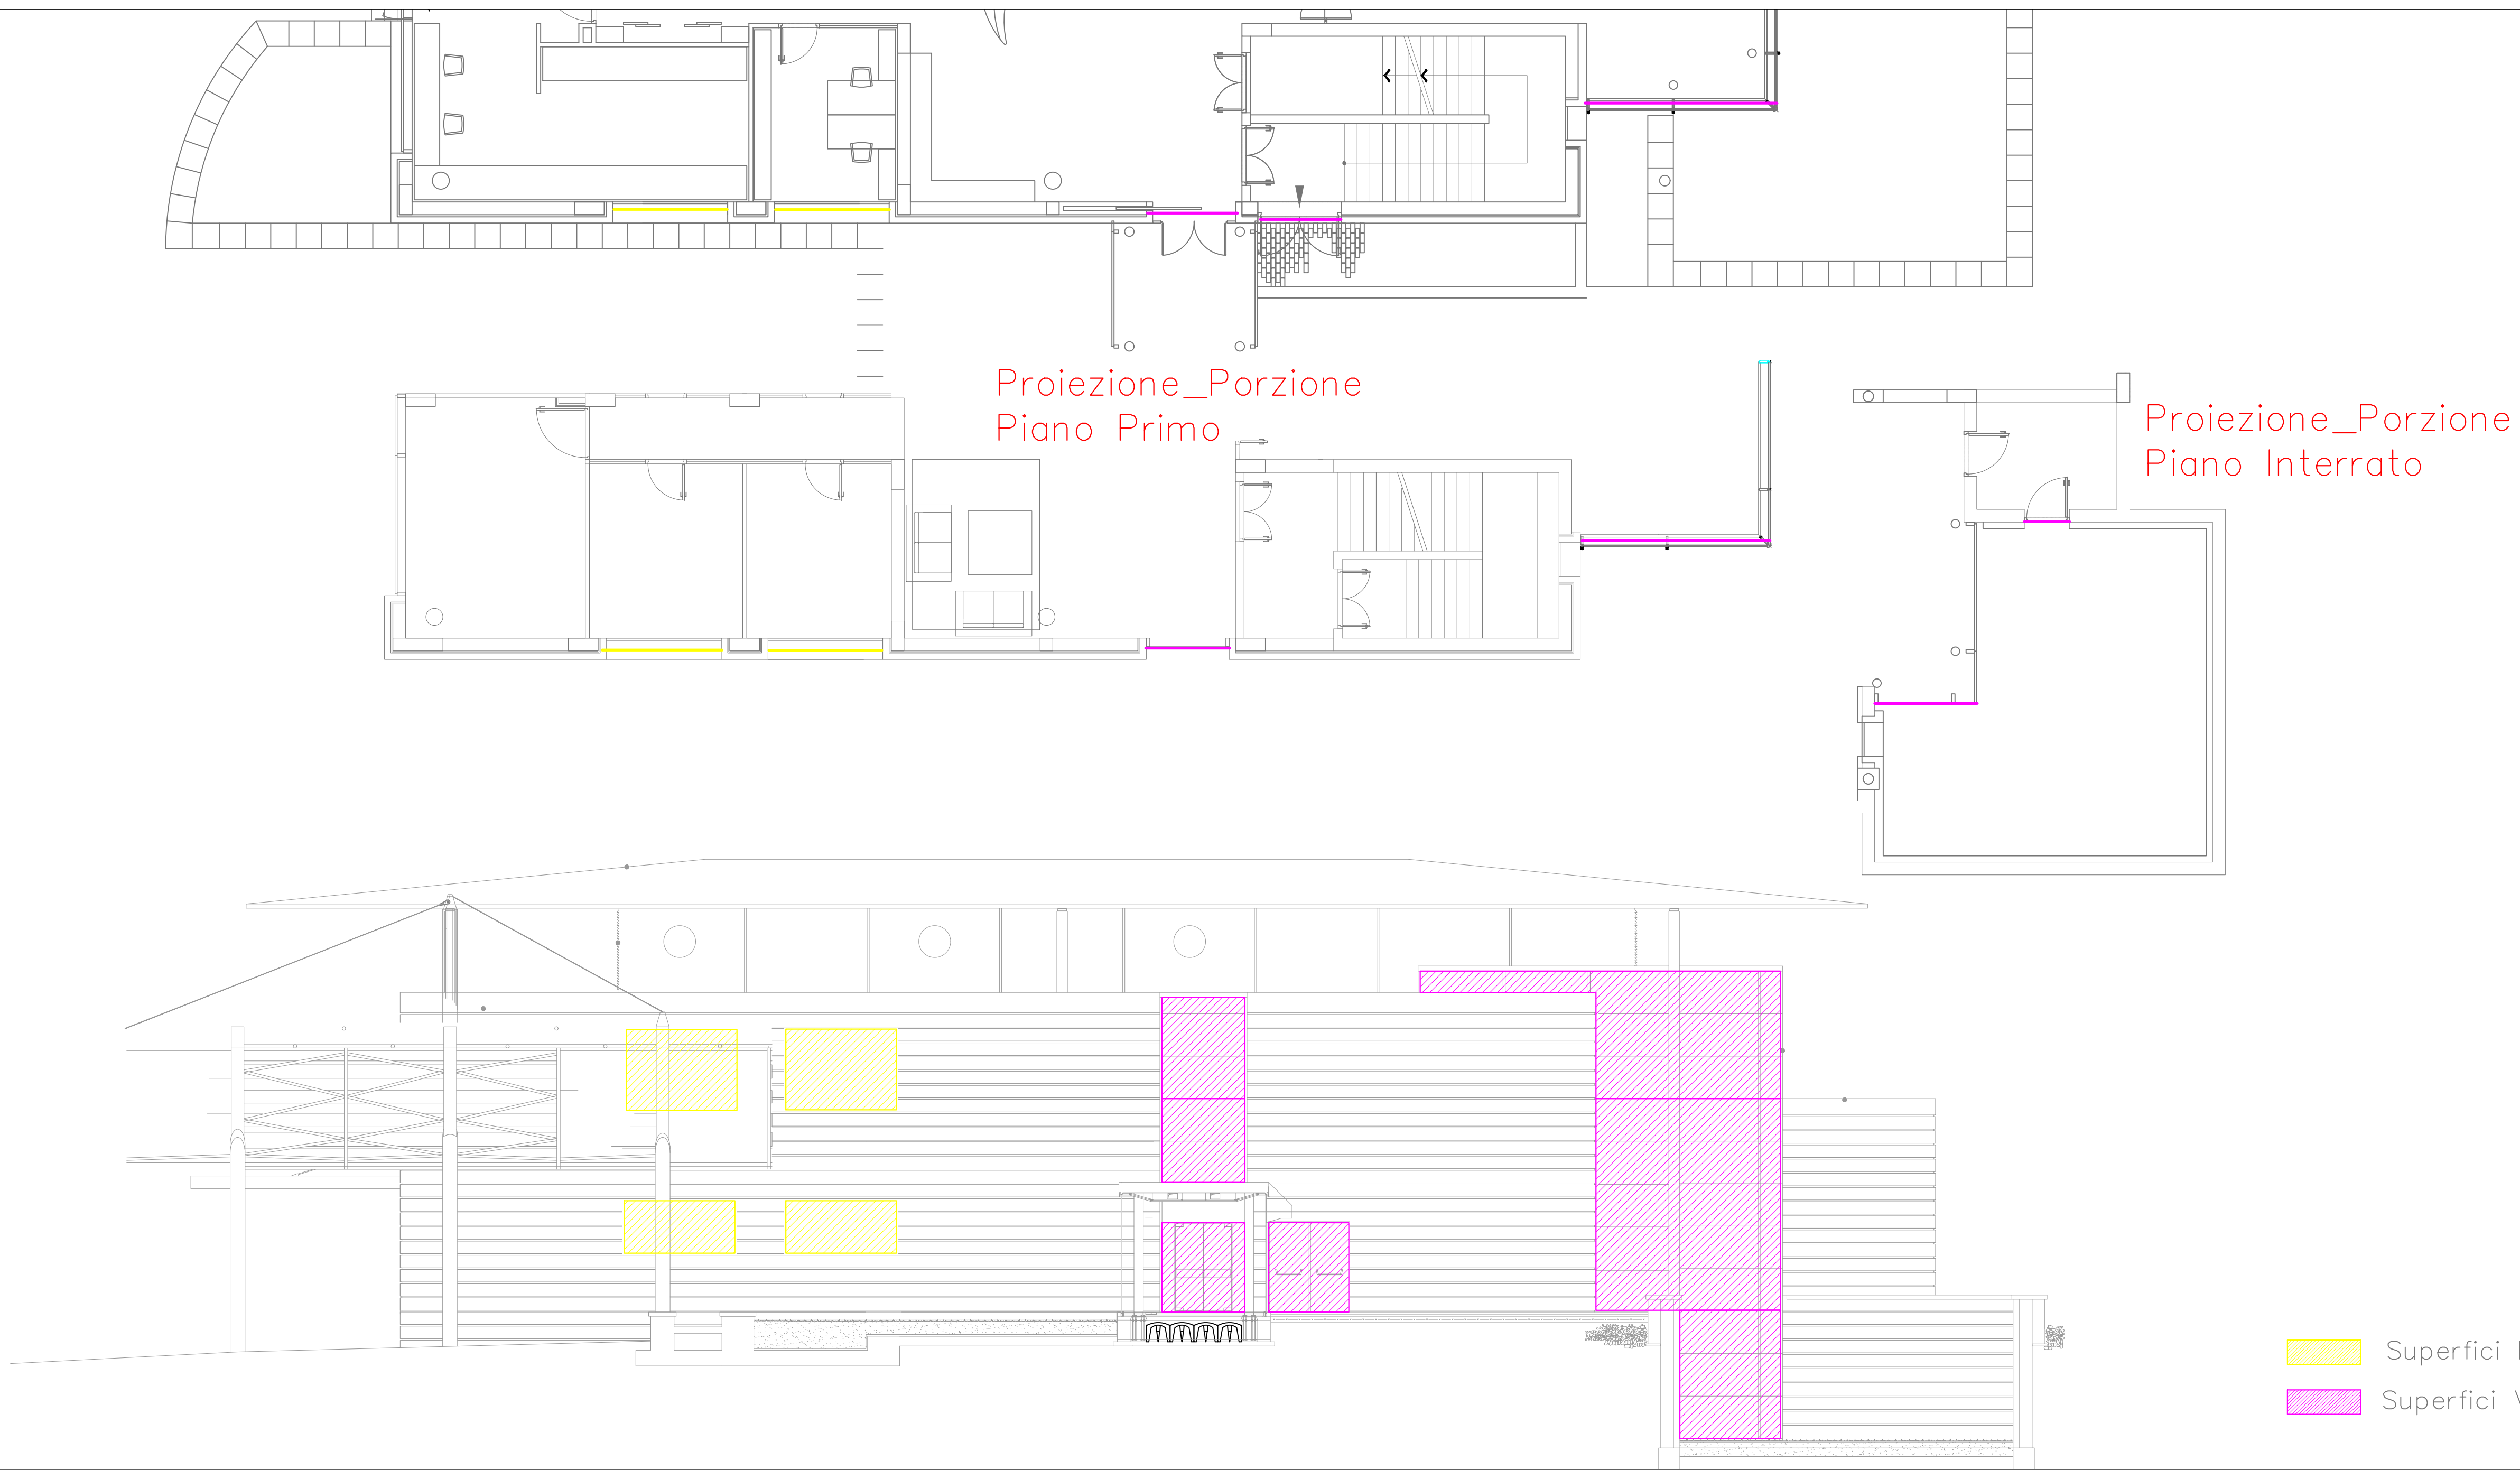 Proiezione_Porzione
Piano Primo
Proiezione_Porzione
Piano Interrato
Superfici
Superfici